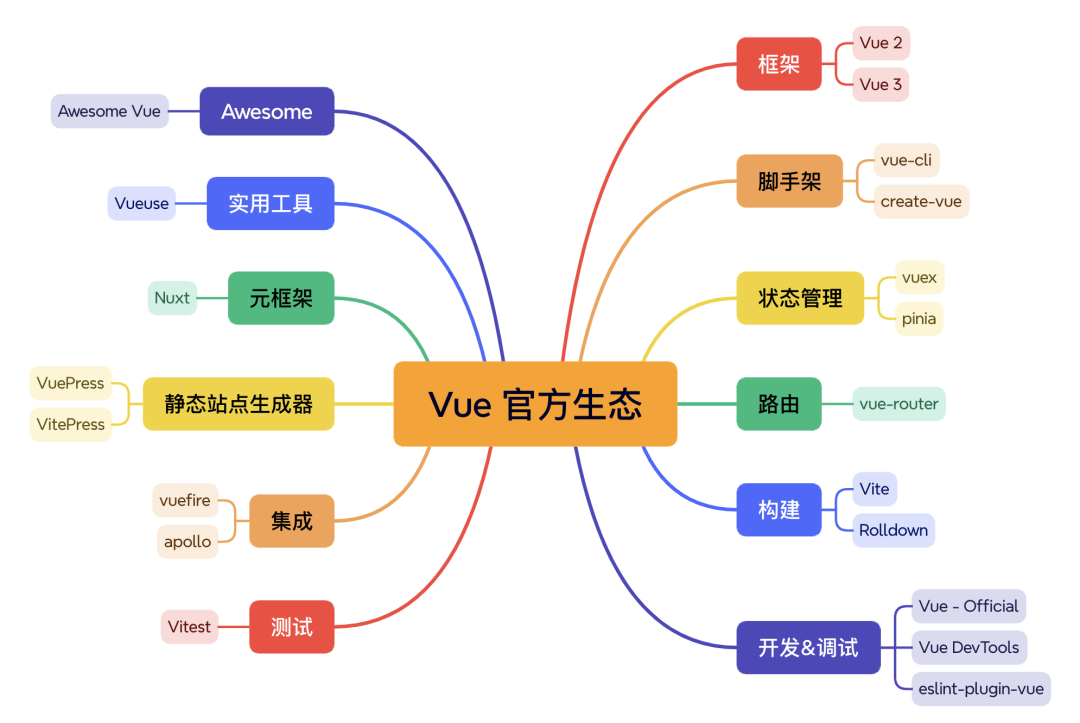 Vue 官方生态
框架
Vue 2
Vue 3
脚手架
vue-cli
create-vue
状态管理
vuex
pinia
路由
vue-router
构建
Vite
Rolldown
开发&调试
Vue - Official
Vue DevTools
eslint-plugin-vue
Awesome
Awesome Vue
实用工具
Vueuse
元框架
Nuxt
静态站点生成器
VuePress
VitePress
集成
vuefire
apollo
测试
Vitest